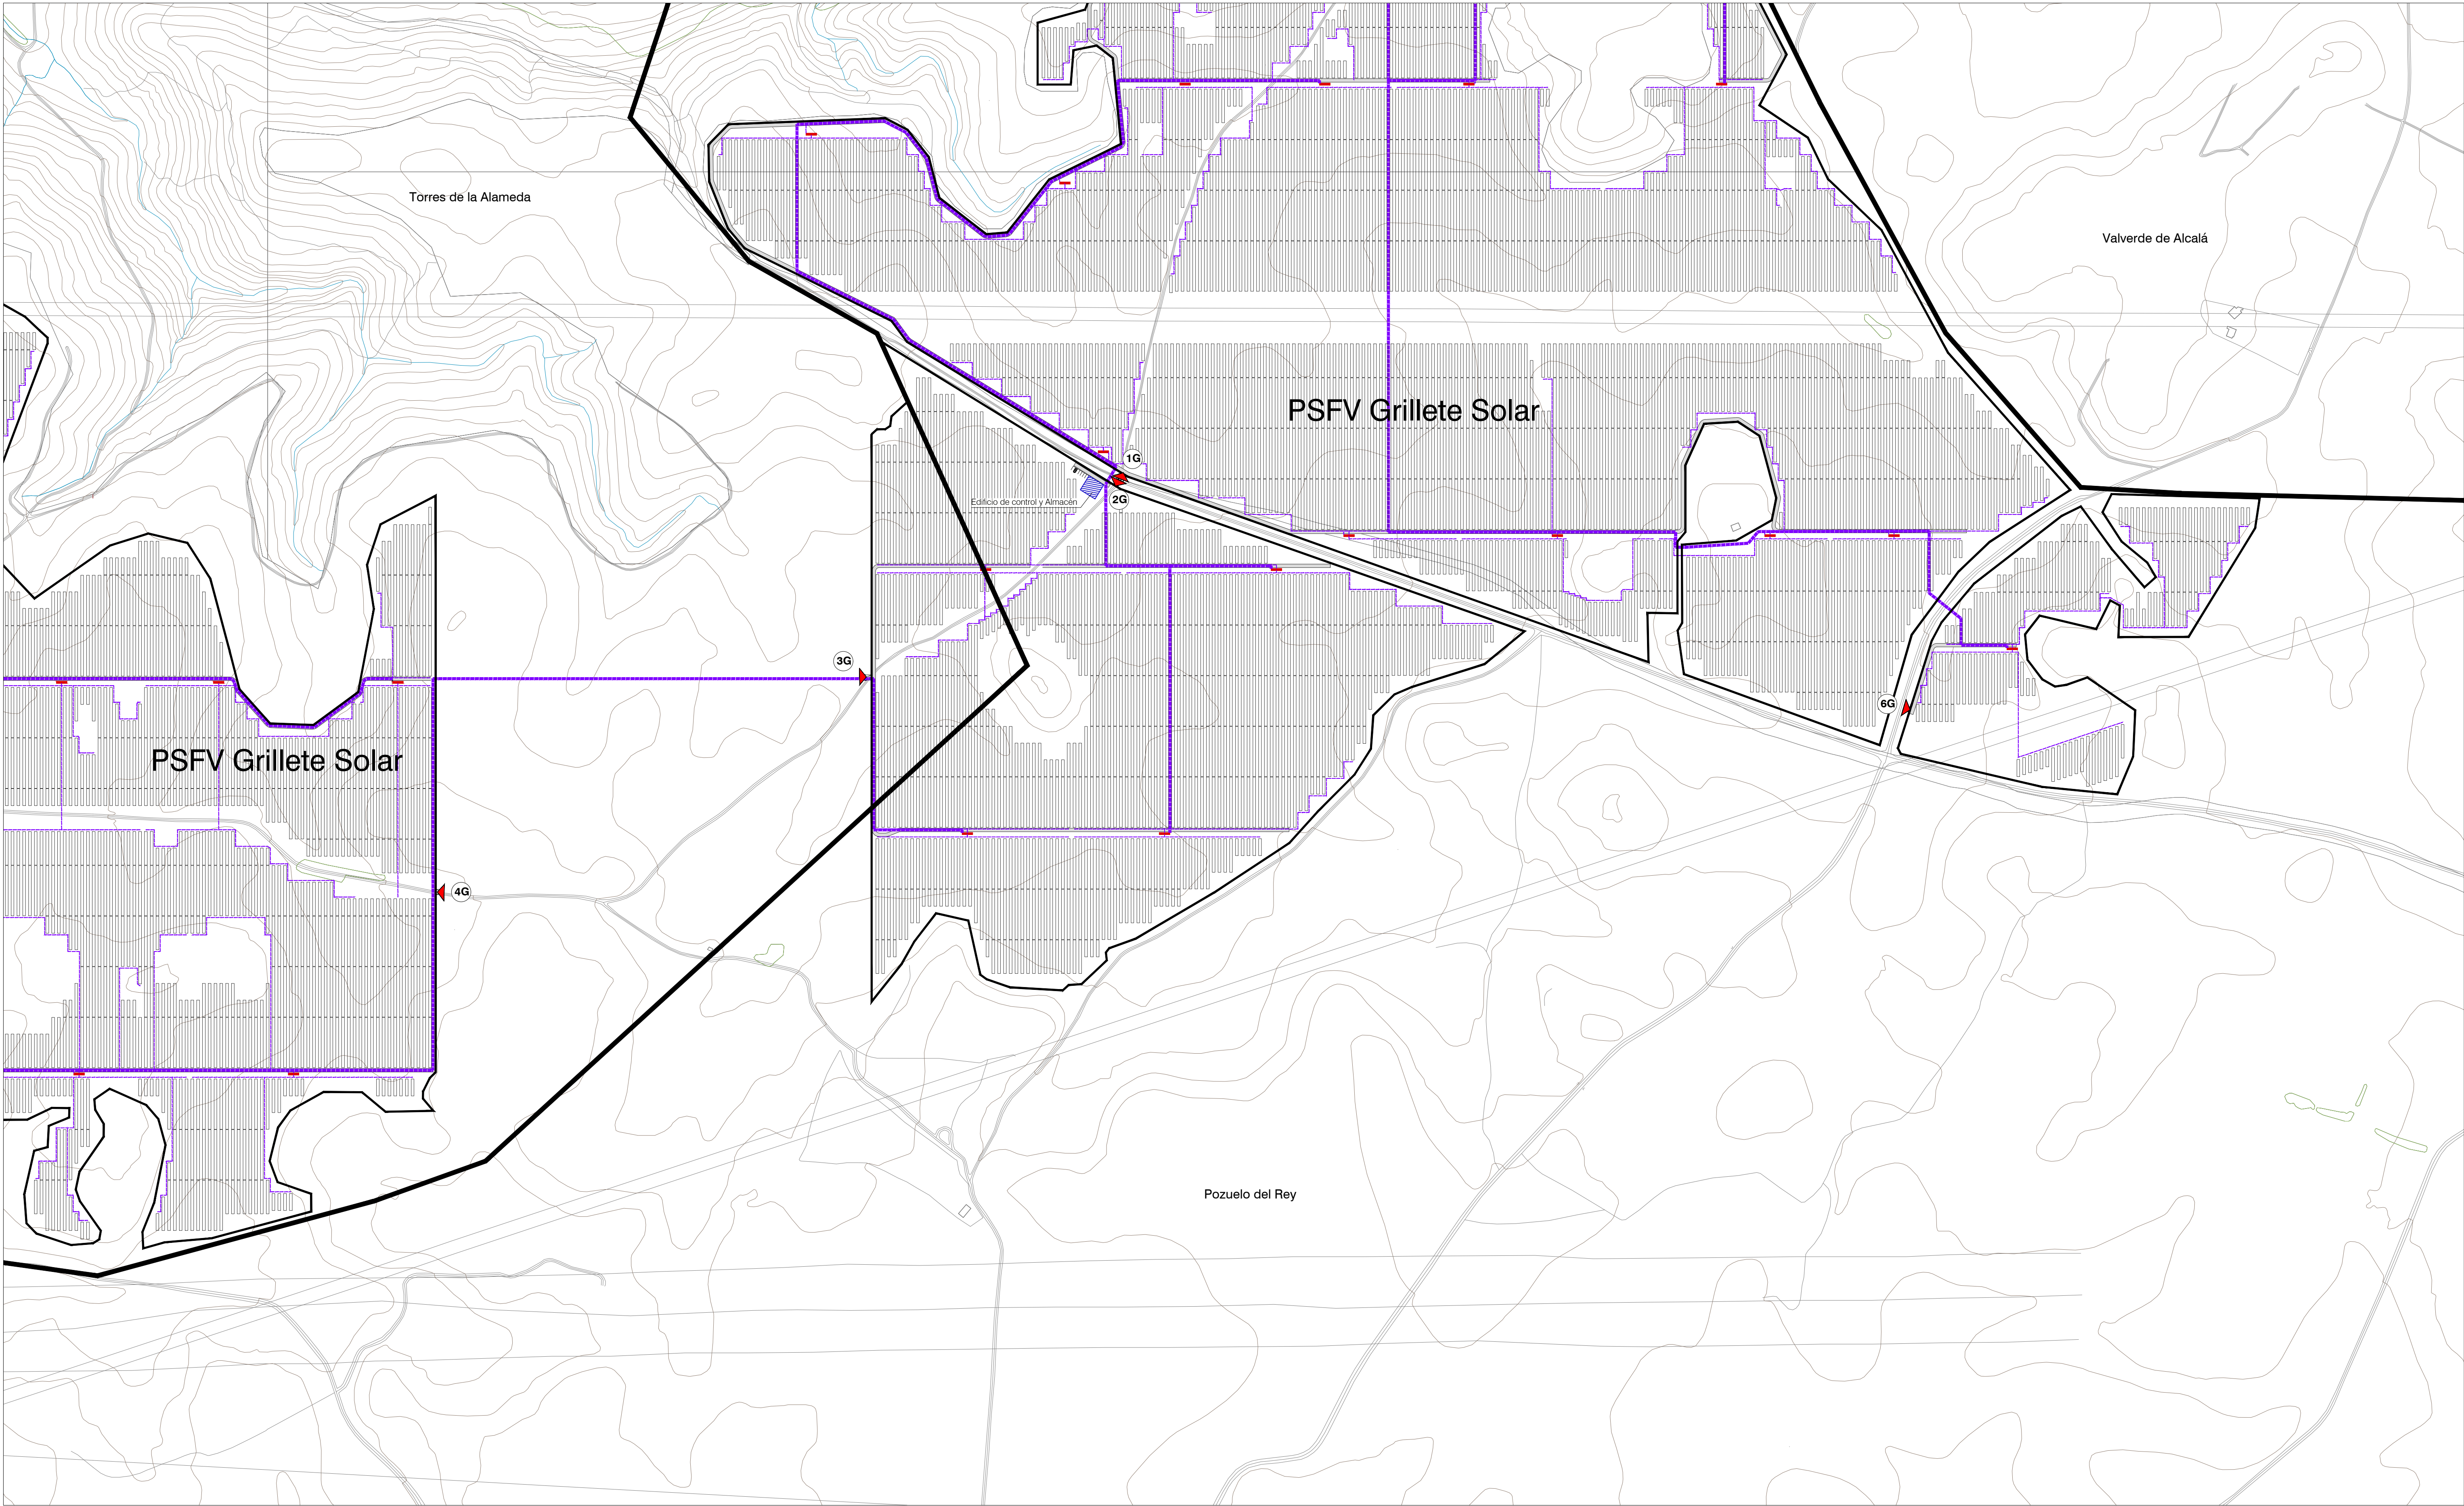 Torres de la Alameda
Valverde de Alcalá
PSFV Grillete Solar
1G
2G
Edificio de control y Almacén
3G
6G
PSFV Grillete Solar
4G
Pozuelo del Rey